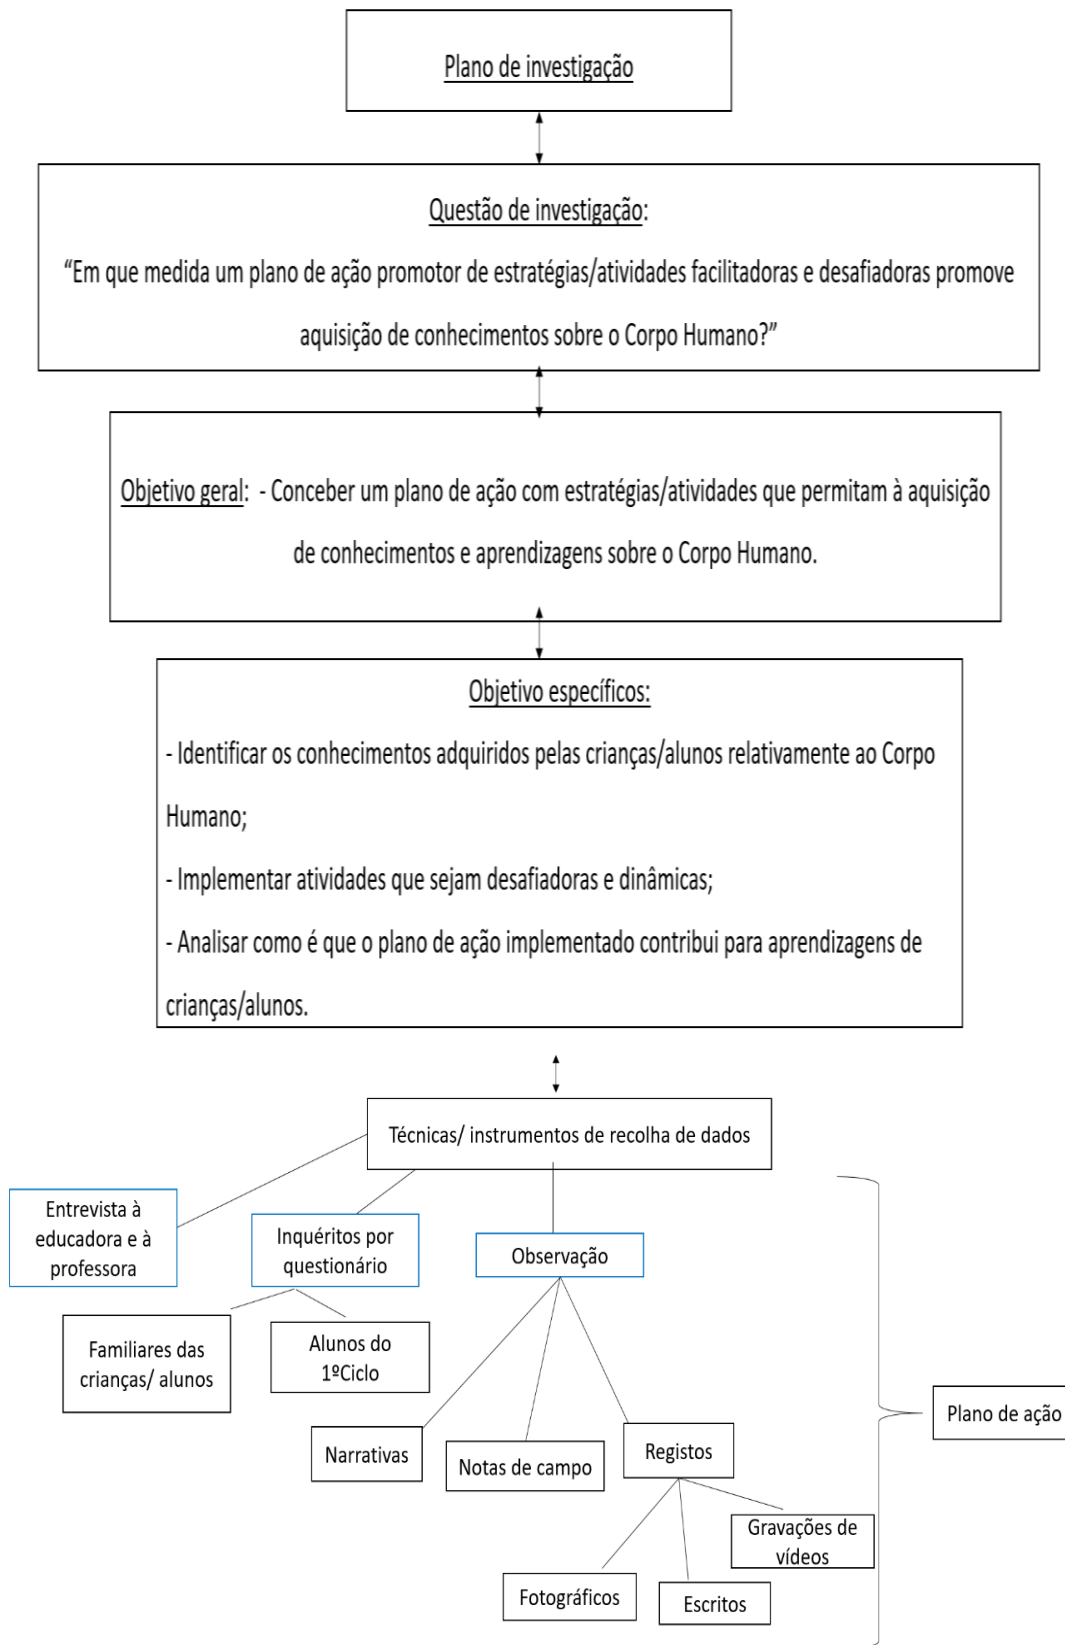 Plano de investigação
Questão de investigação:
“Em que medida um plano de ação promotor de estratégias/atividades facilitadoras e desafiadoras promove
aquisição de conhecimentos sobre o Corpo Humano?”
Objetivo geral: - Conceber um plano de ação com estratégias/atividades que permitam à aquisição
de conhecimentos e aprendizagens sobre o Corpo Humano.
Objetivo específicos:
- Identificar os conhecimentos adquiridos pelas crianças/alunos relativamente ao Corpo
Humano;
- Implementar atividades que sejam desafiadoras e dinâmicas;
- Analisar como é que o plano de ação implementado contribui para aprendizagens de
crianças/alunos.
Técnicas/ instrumentos de recolha de dados
Entrevista à
educadora e à
professora
Inquéritos por
questionário
Observação
Familiares das
crianças/ alunos
Alunos do
1ºCiclo
Plano de ação
Narrativas
Notas de campo
Registos
Gravações de
vídeos
Fotográficos
Escritos